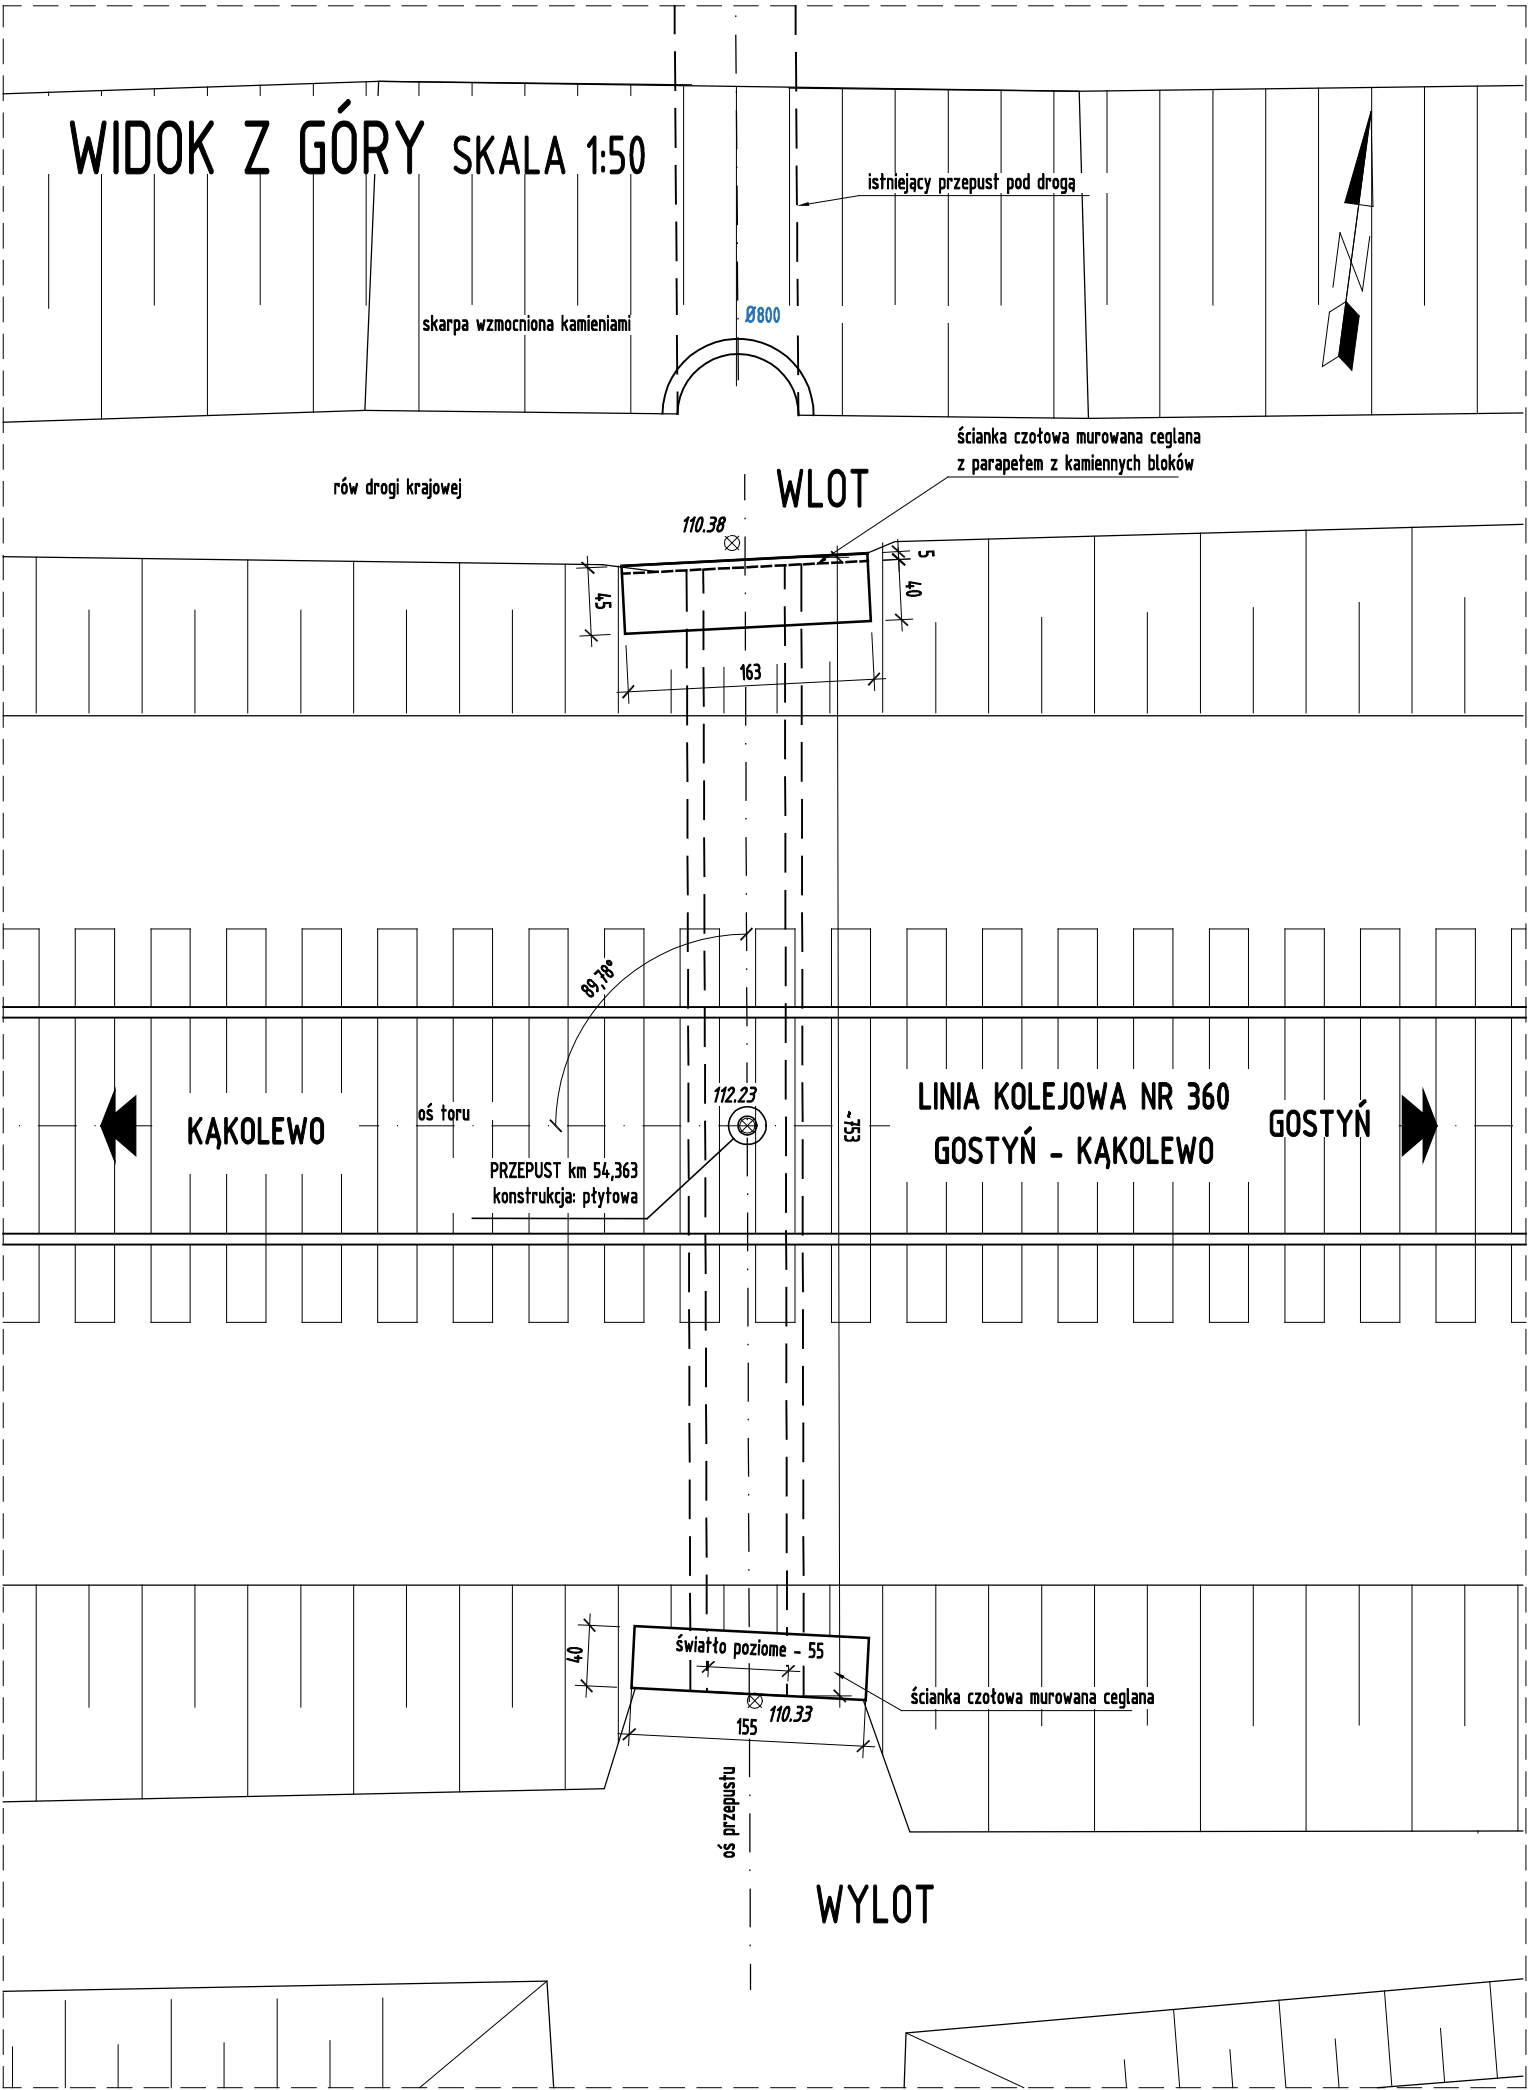 WIDOK Z GÓRY SKALA 1:50
istniejący przepust pod drogą
N
Ø800
skarpa wzmocniona kamieniami
ścianka czołowa murowana ceglana
z parapetem z kamiennych bloków
WLOT
rów drogi krajowej
110.38
5
45
40
163
89,78°
112.23
LINIA KOLEJOWA NR 360
GOSTYŃ - KĄKOLEWO
KĄKOLEWO
oś toru
~753
GOSTYŃ
PRZEPUST km 54,363
konstrukcja: płytowa
40
światło poziome - 55
ścianka czołowa murowana ceglana
110.33
155
oś przepustu
WYLOT